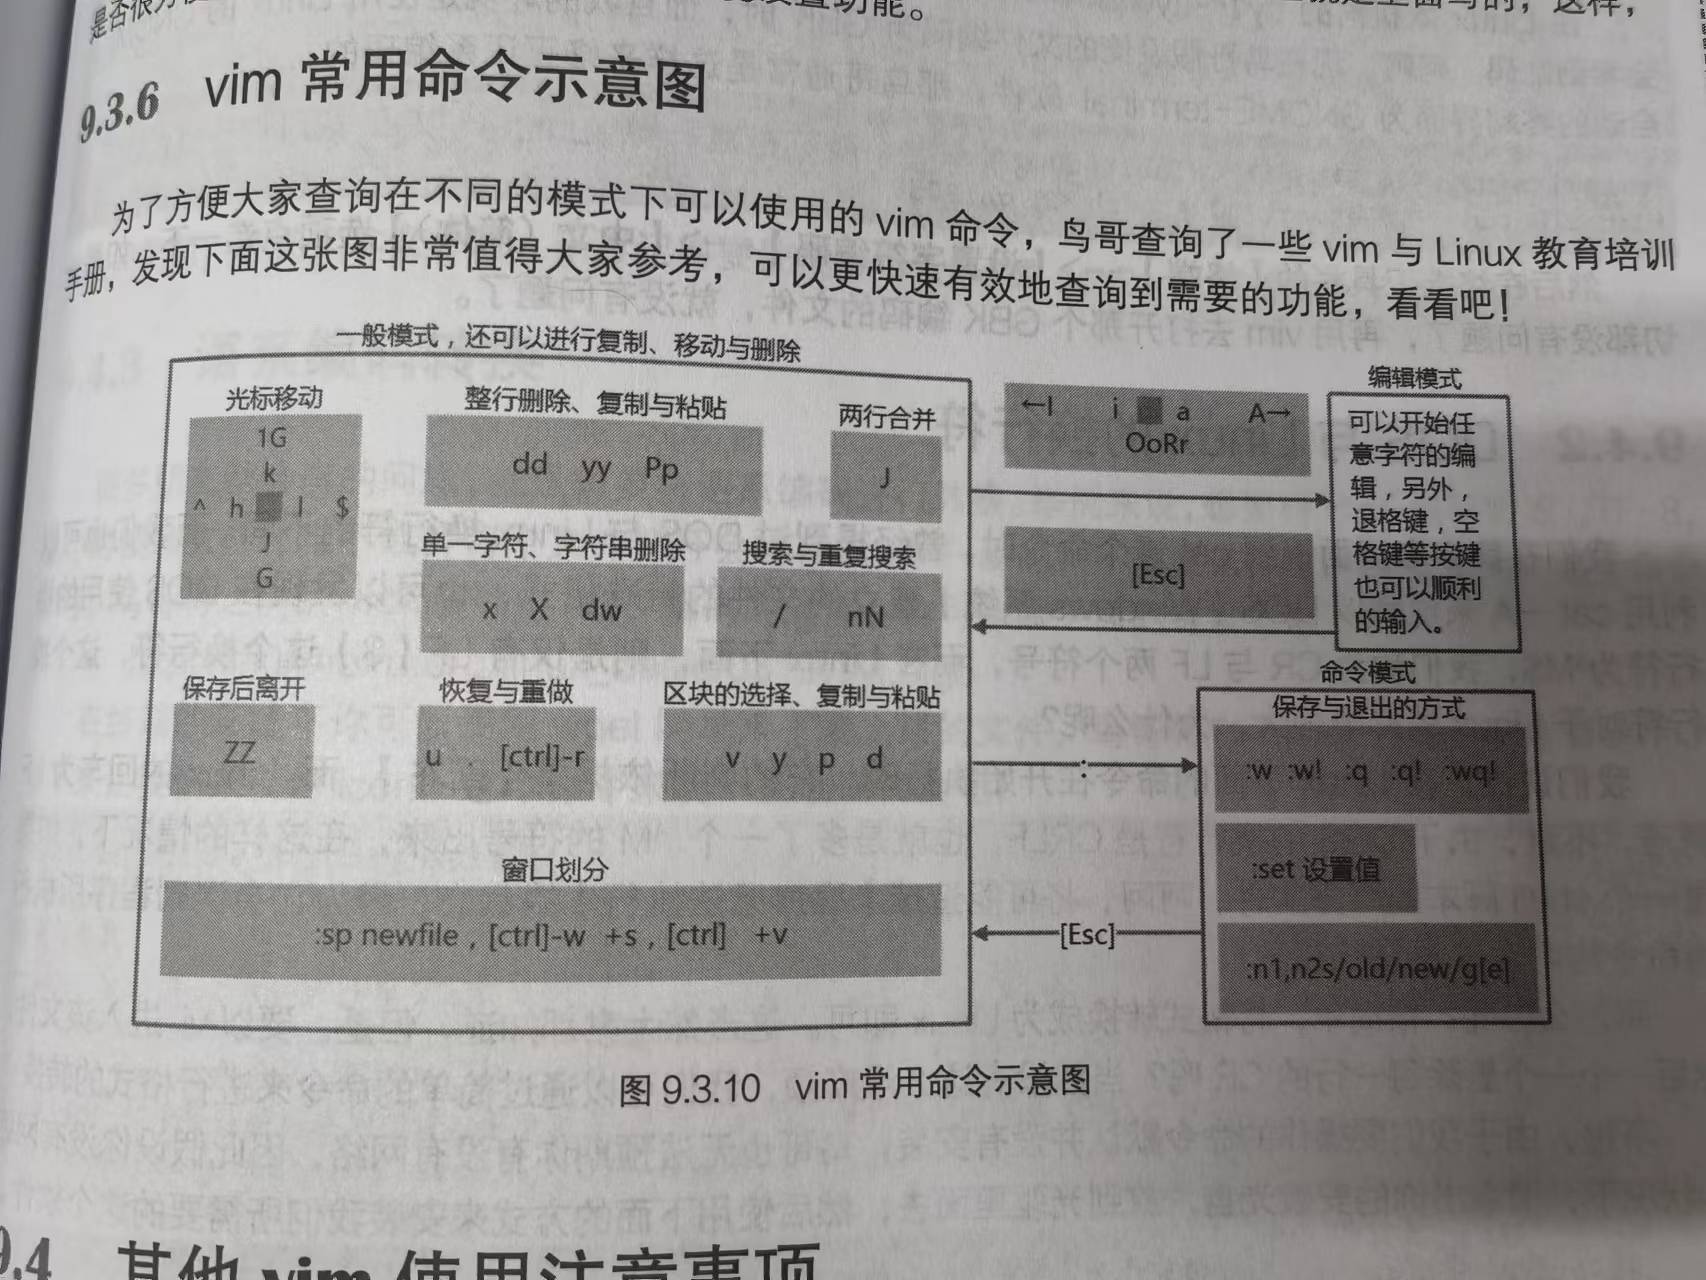 9.3.6 vim 常用命令示意图
为了方便大家查询在不同的模式下可以使用的 vim 命令，鸟哥查询了一些 vim 与 Linux 教育培训
手册，发现下面这张图非常值得大家参考，可以更快速有效地查询到需要的功能，看看吧！
一般模式，还可以进行复制、移动与删除
光标移动
1G
k
^ h l $
J
G
整行删除、复制与粘贴
dd yy Pp
两行合并
J
单一字符、字符串删除
x X dw
搜索与重复搜索
/ nN
保存后离开
ZZ
恢复与重做
u . [ctrl]-r
区块的选择、复制与粘贴
v y p d
窗口划分
:sp newfile，[ctrl]-w +s，[ctrl] +v
←I i a A→
OoRr
[Esc]
编辑模式
可以开始任
意字符的编
辑，另外，
退格键，空
格键等按键
也可以顺利
的输入。
:
[Esc]
命令模式
保存与退出的方式
:w :w! :q :q! :wq!
:set 设置值
:n1,n2s/old/new/g[e]
图 9.3.10 vim 常用命令示意图
9.4 其他 vim 使用注意事项